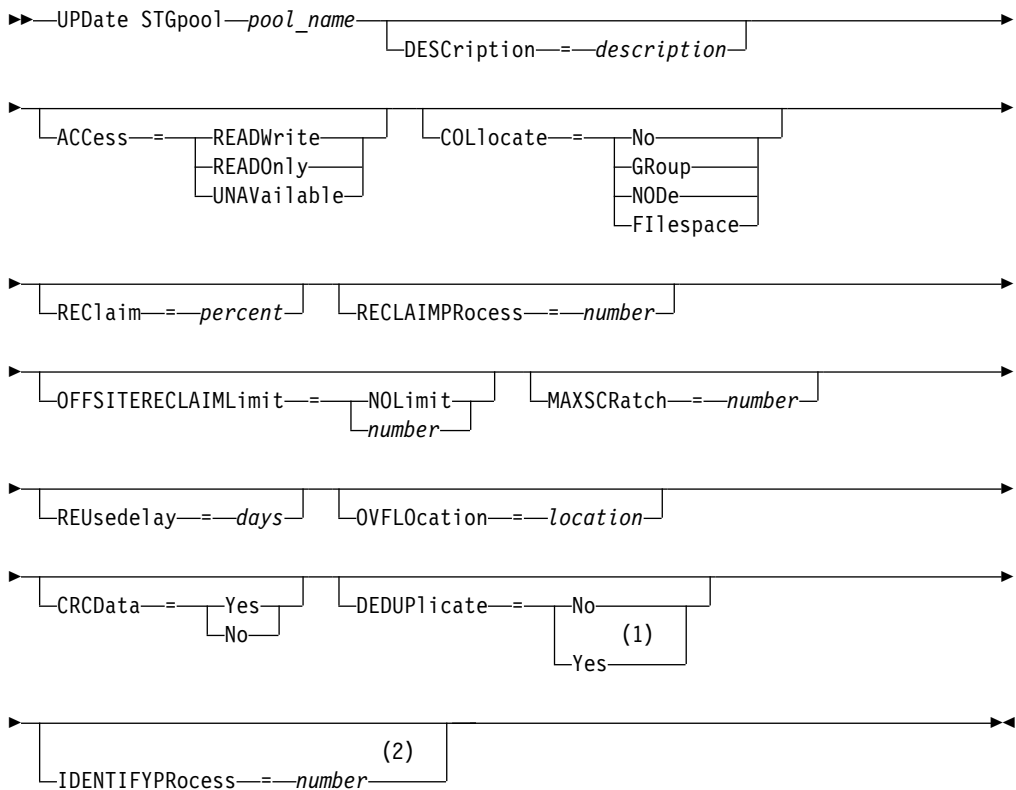 UPDate STGpool pool_name
DESCription = description
ACCess = READWrite
READOnly
UNAVailable
COLlocate = No
GRoup
NODe
FIlespace
REClaim = percent
RECLAIMPRocess = number
OFFSITERECLAIMLimit = NOLimit
number
MAXSCRatch = number
REUsedelay = days
OVFLOcation = location
CRCData = Yes
No
DEDUPlicate = No
(1)
Yes
(2)
IDENTIFYPRocess = number